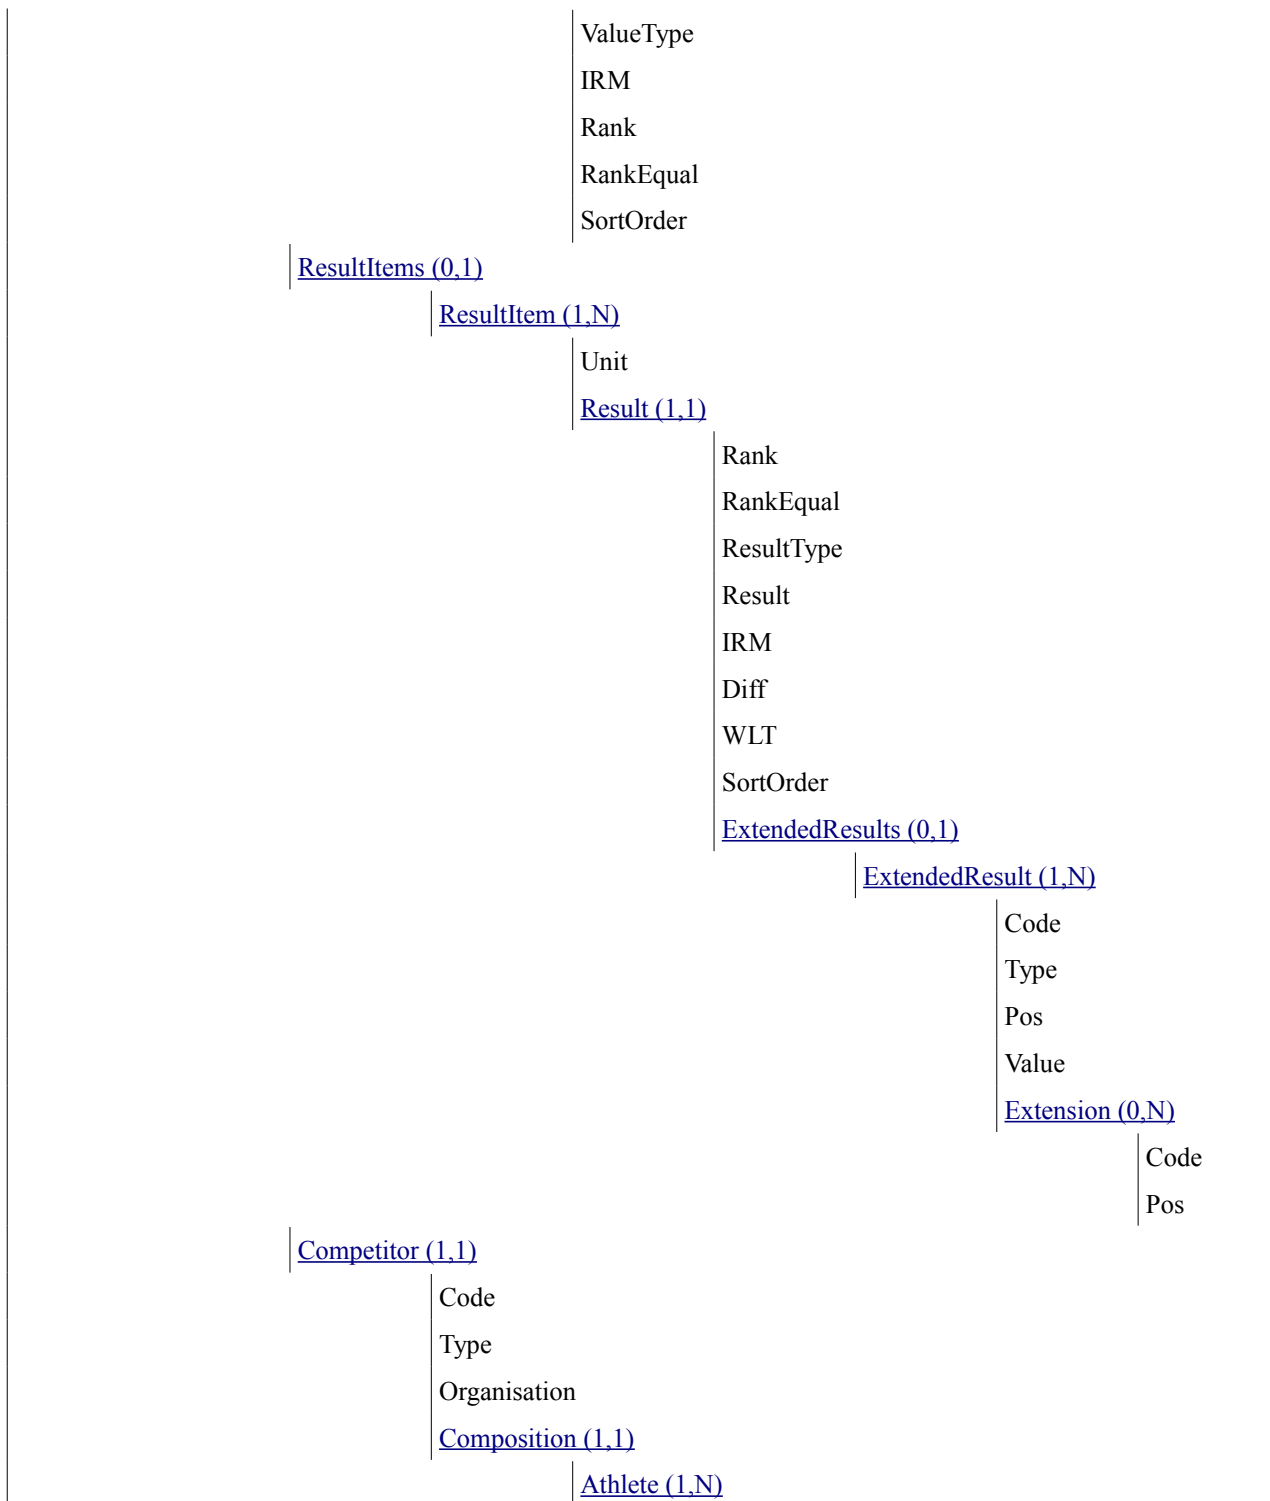 ValueType
IRM
Rank
RankEqual
SortOrder
ResultItems (0,1)
ResultItem (1,N)
Unit
Result (1,1)
Rank
RankEqual
ResultType
Result
IRM
Diff
WLT
SortOrder
ExtendedResults (0,1)
ExtendedResult (1,N)
Code
Type
Pos
Value
Extension (0,N)
Code
Pos
Competitor (1,1)
Code
Type
Organisation
Composition (1,1)
Athlete (1,N)